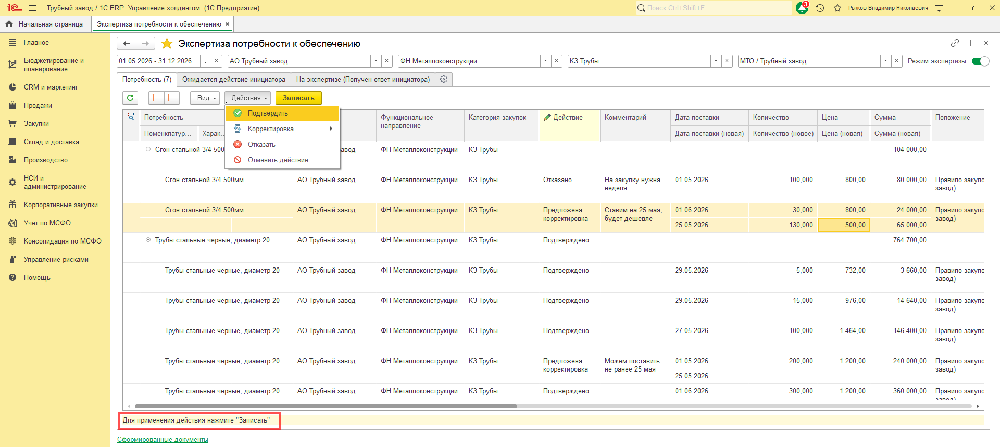 Трубный завод / 1С:ERP. Управление холдингом (1С:Предприятие)
Поиск Ctrl+Shift+F
3
Рыжов Владимир Николаевич
Начальная страница
Экспертиза потребности к обеспечению ×
Главное
Бюджетирование и
планирование
CRM и маркетинг
Продажи
Закупки
Склад и доставка
Производство
НСИ и
администрирование
Корпоративные закупки
Учет по МСФО
Консолидация по МСФО
Управление рисками
Помощь
Экспертиза потребности к обеспечению
01.05.2026 - 31.12.2026 ... ×
АО Трубный завод ×
ФН Металлоконструкции ×
КЗ Трубы ×
МТО / Трубный завод ×
Режим экспертизы:
Потребность (7)
Ожидается действие инициатора
На экспертизе (Получен ответ инициатора)
Вид
Действия
Записать
Подтвердить
Корректировка
Отказать
Отменить действие
Потребность
Функциональное
направление
Категория закупок
Действие
Комментарий
Дата поставки
Количество
Цена
Сумма
Положение
Номенклатур...
Харак...
Дата поставки (новая)
Количество (новое)
Цена (новая)
Сумма (новая)
Сгон стальной 3/4 500 завод ФН Металлоконструкции КЗ Трубы 104 000,00
Сгон стальной 3/4 500мм АО Трубный завод ФН Металлоконструкции КЗ Трубы Отказано На закупку нужна 01.05.2026 100,000 800,00 80 000,00 Правило закупо
неделя завод)
Сгон стальной 3/4 500мм АО Трубный завод ФН Металлоконструкции КЗ Трубы Предложена Ставим на 25 мая, 01.06.2026 30,000 800,00 24 000,00 Правило закупо
корректировка будет дешевле завод)
25.05.2026 130,000 500,00 65 000,00
Трубы стальные черные, диаметр 20 АО Трубный завод ФН Металлоконструкции КЗ Трубы Подтверждено 764 700,00
Трубы стальные черные, диаметр 20 АО Трубный завод ФН Металлоконструкции КЗ Трубы Подтверждено 29.05.2026 5,000 732,00 3 660,00 Правило закупо
завод)
Трубы стальные черные, диаметр 20 АО Трубный завод ФН Металлоконструкции КЗ Трубы Подтверждено 29.05.2026 15,000 976,00 14 640,00 Правило закупо
завод)
Трубы стальные черные, диаметр 20 АО Трубный завод ФН Металлоконструкции КЗ Трубы Подтверждено 27.05.2026 100,000 1 464,00 146 400,00 Правило закупо
завод)
Трубы стальные черные, диаметр 20 АО Трубный завод ФН Металлоконструкции КЗ Трубы Предложена Можем поставить 01.05.2026 200,000 1 200,00 240 000,00 Правило закупо
корректировка не ранее 25 мая завод)
25.05.2026
Трубы стальные черные, диаметр 20 АО Трубный завод ФН Металлоконструкции КЗ Трубы Подтверждено 01.06.2026 300,000 1 200,00 360 000,00 Правило закупо
завод)
Для применения действия нажмите "Записать"
Сформированные документы